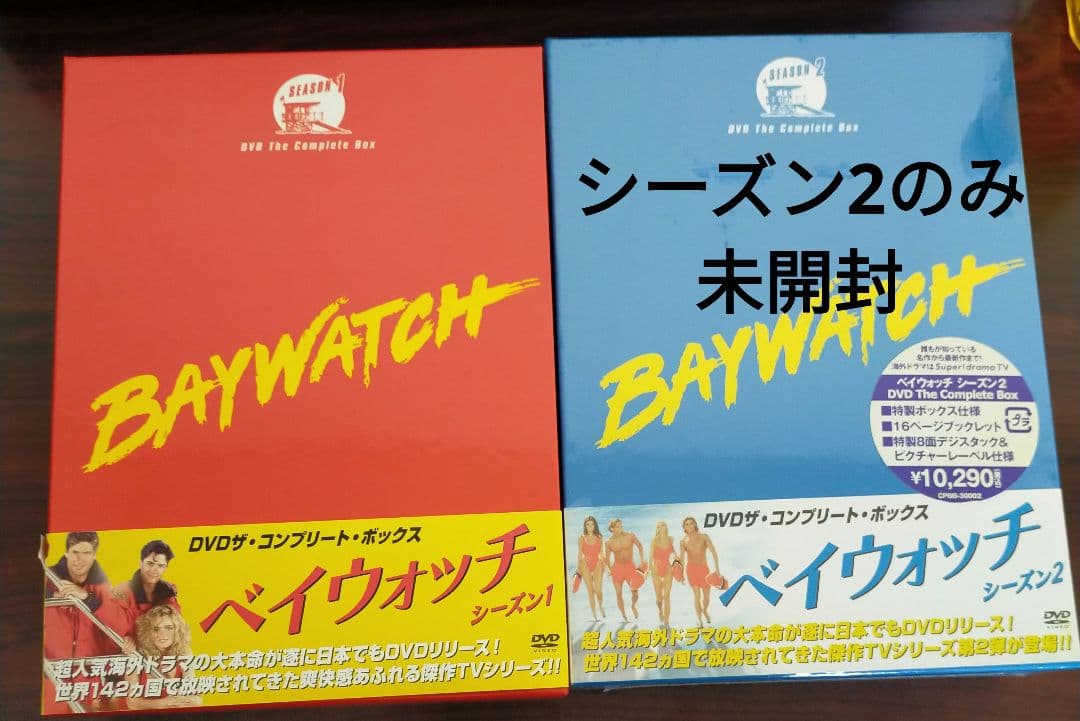 SEASON 1
DVD The Complete Box
BAYWATCH
DVDザ・コンプリート・ボックス
ベイウォッチ
シーズン1
DVD
VIDEO
超人気海外ドラマの大本命が遂に日本でもDVDリリース!
世界142ヵ国で放映されてきた爽快感あふれる傑作TVシリーズ!!
SEASON 2
DVD The Complete Box
シーズン2のみ
未開封
BAYWATCH
誰もが知っている
名作から最新作まで!
海外ドラマはSuper!dramaTV
ベイウォッチ シーズン2
DVD The Complete Box
■特製ボックス仕様
■16ページブックレット
プラ
■特製8面デジスタック&
ピクチャーレーベル仕様
¥10,290(税込)
CPBB-30002
DVDザ・コンプリート・ボックス
ベイウォッチ
シーズン2
DVD
VIDEO
超人気海外ドラマの大本命が遂に日本でもDVDリリース!
世界142ヵ国で放映されてきた傑作TVシリーズ第2弾が登場!!